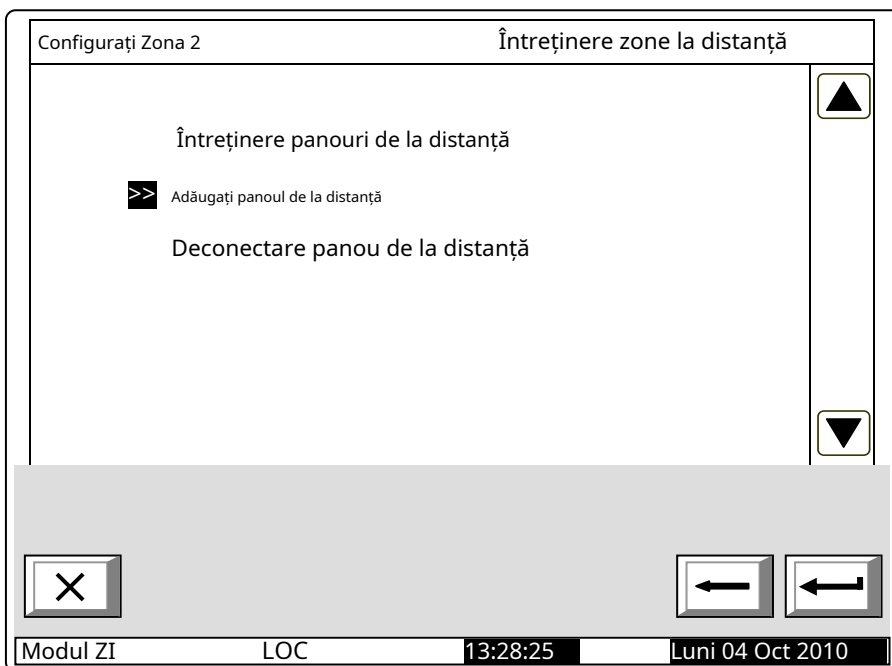 Configurați Zona 2 Întreținere zone la distanță
Întreținere panouri de la distanță
>> Adăugați panoul de la distanță
Deconectare panou de la distanță
Modul ZI LOC 13:28:25 Luni 04 Oct 2010